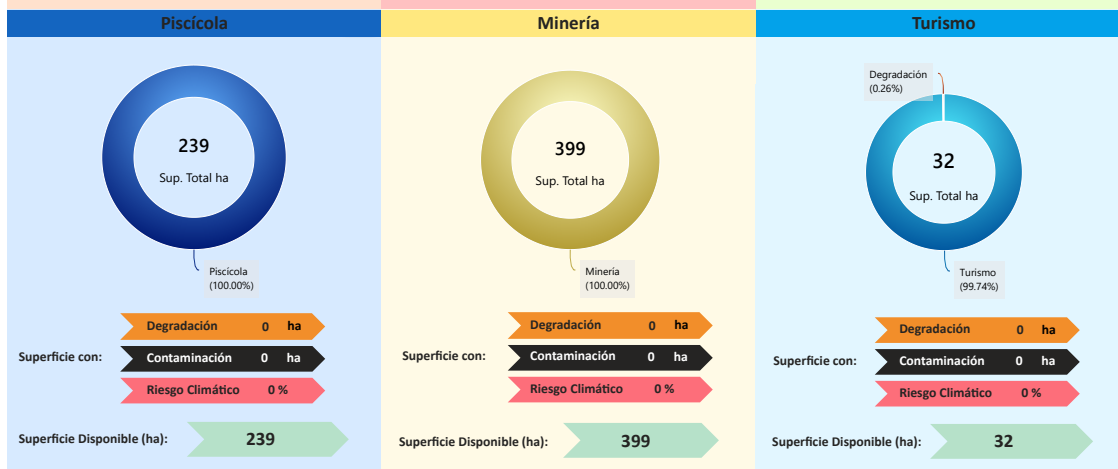 Piscícola
239
Sup. Total ha
Piscícola
(100.00%)
Superficie con:
Degradación 0 ha
Contaminación 0 ha
Riesgo Climático 0 %
Superficie Disponible (ha): 239
Minería
399
Sup. Total ha
Minería
(100.00%)
Superficie con:
Degradación 0 ha
Contaminación 0 ha
Riesgo Climático 0 %
Superficie Disponible (ha): 399
Turismo
Degradación
(0.26%)
32
Sup. Total ha
Turismo
(99.74%)
Superficie con:
Degradación 0 ha
Contaminación 0 ha
Riesgo Climático 0 %
Superficie Disponible (ha): 32